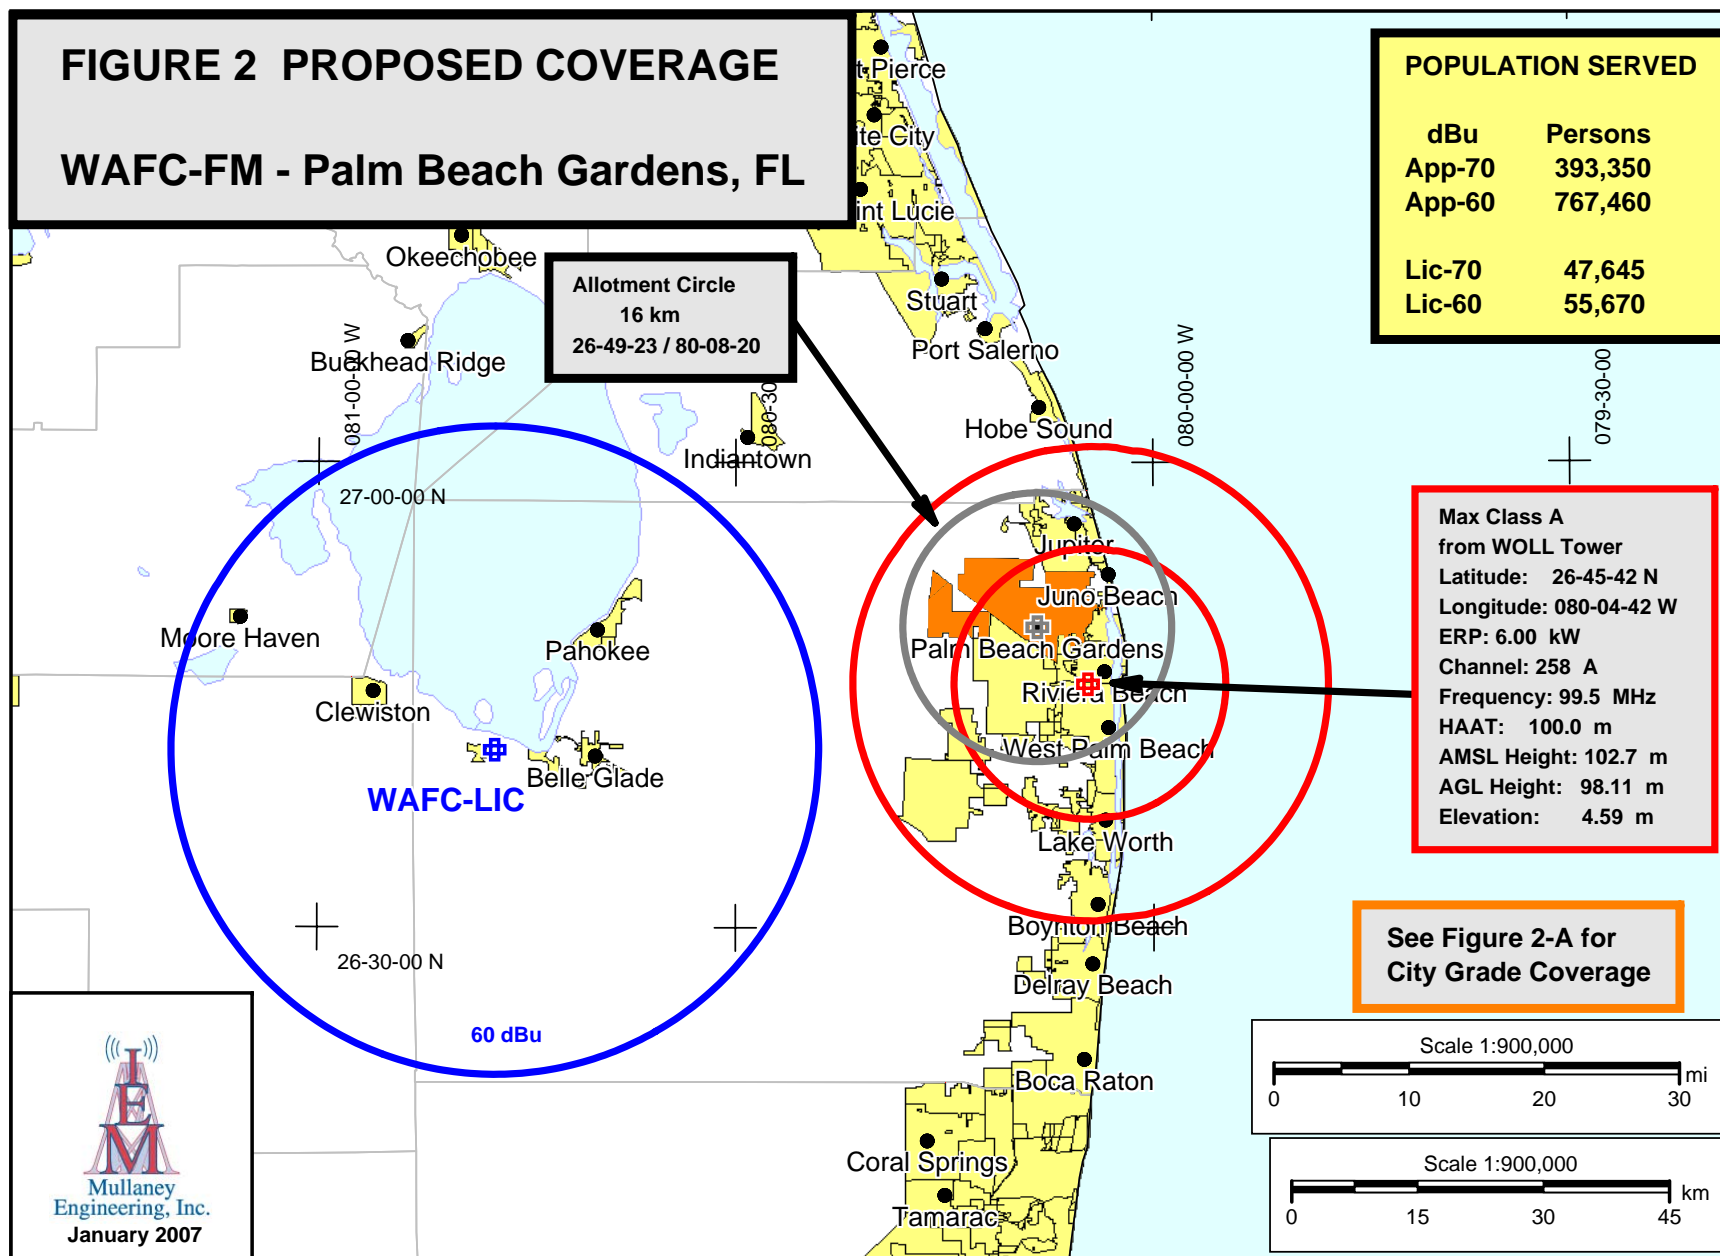 FIGURE 2 PROPOSED COVERAGE
WAFC-FM - Palm Beach Gardens, FL
POPULATION SERVED
dBu Persons
App-70 393,350
App-60 767,460
Lic-70 47,645
Lic-60 55,670
t Pierce
ite City
int Lucie
Okeechobee
Allotment Circle
16 km
26-49-23 / 80-08-20
Stuart
Port Salerno
Buckhead Ridge
081-00-00 W
080-30
080-00-00 W
079-30-00
Hobe Sound
Indiantown
27-00-00 N
Jupiter
Juno Beach
Moore Haven
Pahokee
Palm Beach Gardens
Riviera Beach
Clewiston
West Palm Beach
Belle Glade
WAFC-LIC
Lake Worth
Max Class A
from WOLL Tower
Latitude: 26-45-42 N
Longitude: 080-04-42 W
ERP: 6.00 kW
Channel: 258 A
Frequency: 99.5 MHz
HAAT: 100.0 m
AMSL Height: 102.7 m
AGL Height: 98.11 m
Elevation: 4.59 m
Boynton Beach
26-30-00 N
Delray Beach
See Figure 2-A for
City Grade Coverage
60 dBu
Boca Raton
Scale 1:900,000
mi
0 10 20 30
Coral Springs
Scale 1:900,000
km
0 15 30 45
Tamarac
IEM
Mullaney
Engineering, Inc.
January 2007